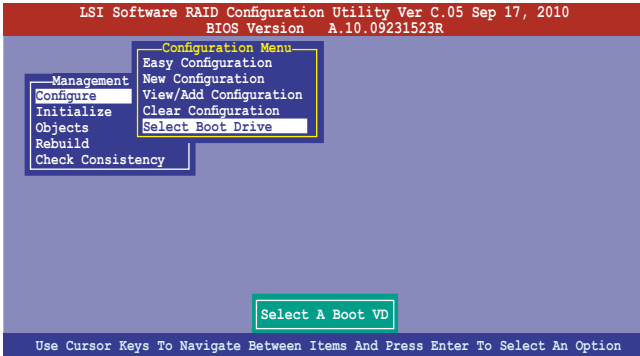 LSI Software RAID Configuration Utility Ver C.05 Sep 17, 2010
BIOS Version A.10.09231523R
Configuration Menu
Easy Configuration
New Configuration
View/Add Configuration
Clear Configuration
Select Boot Drive
Management
Configure
Initialize
Objects
Rebuild
Check Consistency
Select A Boot VD
Use Cursor Keys To Navigate Between Items And Press Enter To Select An Option